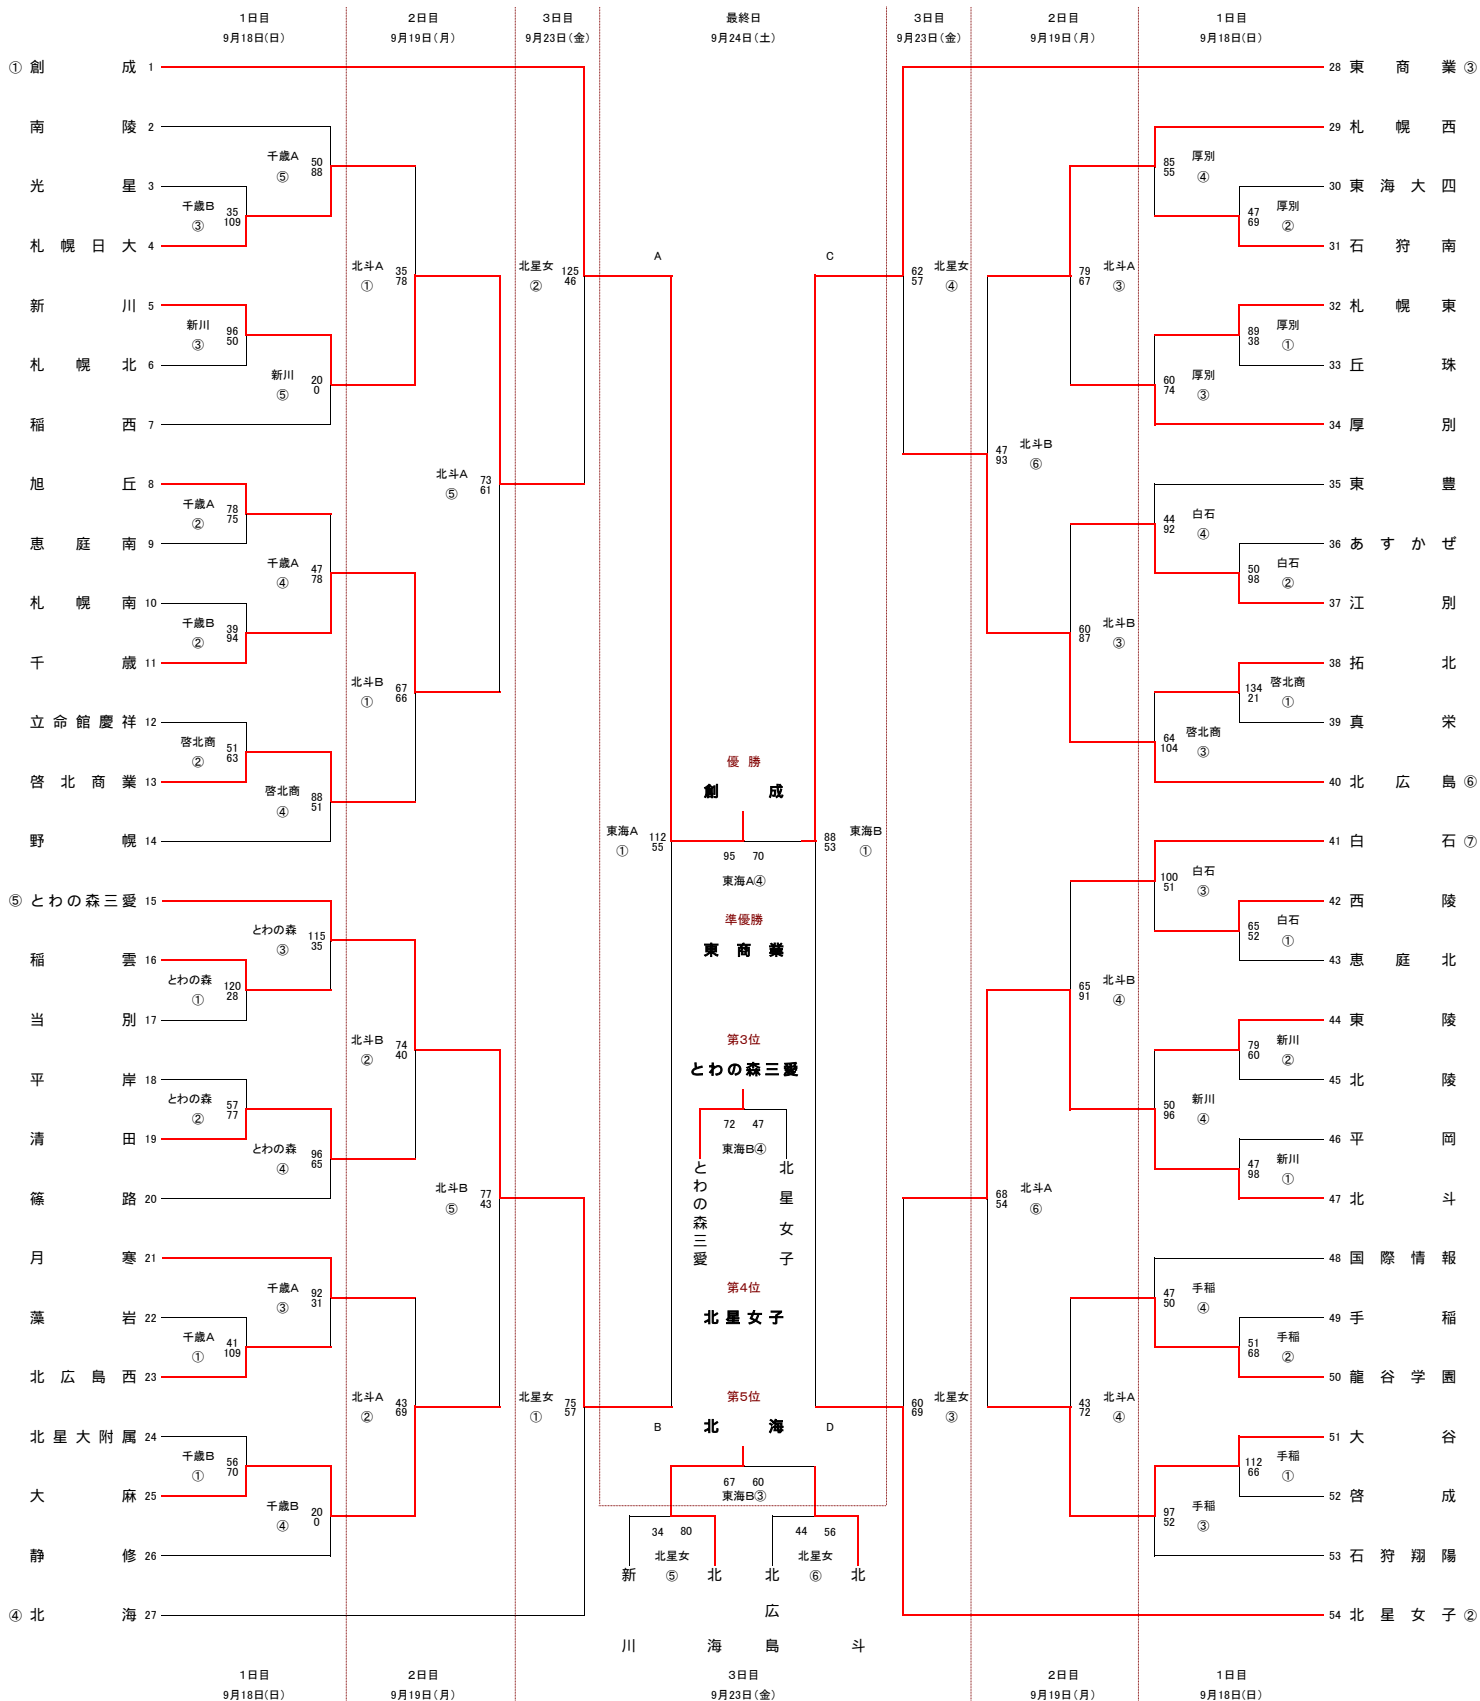 1日目 2日目 3日目 最終日 3日目 2日目 1日目
9月18日(日) 9月19日(月) 9月23日(金) 9月24日(土) 9月23日(金) 9月19日(月) 9月18日(日)
① 創成 1
南陵 2
千歳A ⑤ 50 88
光星 3
千歳B ③ 35 109
札幌日大 4
北斗A ① 35 78
新川 5
新川 ③ 96 50
札幌北 6
新川 ⑤ 20 0
稲西 7
北斗A ⑤ 73 61
旭丘 8
千歳A ② 78 75
恵庭南 9
千歳A ④ 47 78
札幌南 10
千歳B ② 39 94
千歳 11
北斗B ① 67 66
立命館慶祥 12
啓北商 ② 51 63
啓北商業 13
啓北商 ④ 88 51
野幌 14
北星女 ② 125 46
⑤ とわの森三愛 15
とわの森 ③ 115 35
稲雲 16
とわの森 ① 120 28
当別 17
北斗B ② 74 40
平岸 18
とわの森 ② 57 77
清田 19
とわの森 ④ 96 65
篠路 20
北斗B ⑤ 77 43
月寒 21
千歳A ③ 92 31
藻岩 22
千歳A ① 41 109
北広島西 23
北斗A ② 43 69
北星大附属 24
千歳B ① 56 70
大麻 25
千歳B ④ 20 0
静修 26
北星女 ① 75 57
④ 北海 27
A
C
B
D
優勝
創成
東海A ① 112 55
95 70
東海A④
88 53 東海B ①
準優勝
東商業
第3位
とわの森三愛
72 47
東海B④
とわの森三愛
北星女子
第4位
北星女子
第5位
北海
67 60
東海B③
34 80
北星女 ⑤
44 56
北星女 ⑥
新川
北海
北広島
北斗
28 東商業 ③
29 札幌西
85 55 厚別 ④
30 東海大四
47 69 厚別 ②
31 石狩南
79 67 北斗A ③
32 札幌東
89 38 厚別 ①
33 丘珠
60 74 厚別 ③
34 厚別
62 57 北星女 ④
47 93 北斗B ⑥
35 東豊
44 92 白石 ④
36 あすかぜ
50 98 白石 ②
37 江別
60 87 北斗B ③
38 拓北
134 21 啓北商 ①
39 真栄
64 104 啓北商 ③
40 北広島 ⑥
41 白石 ⑦
100 51 白石 ③
42 西陵
65 52 白石 ①
43 恵庭北
65 91 北斗B ④
44 東陵
79 60 新川 ②
45 北陵
50 96 新川 ④
46 平岡
47 98 新川 ①
47 北斗
68 54 北斗A ⑥
48 国際情報
47 50 手稲 ④
49 手稲
51 68 手稲 ②
50 龍谷学園
60 69 北星女 ③
43 72 北斗A ④
51 大谷
112 66 手稲 ①
52 啓成
97 52 手稲 ③
53 石狩翔陽
54 北星女子 ②
1日目 2日目 3日目 2日目 1日目
9月18日(日) 9月19日(月) 9月23日(金) 9月19日(月) 9月18日(日)